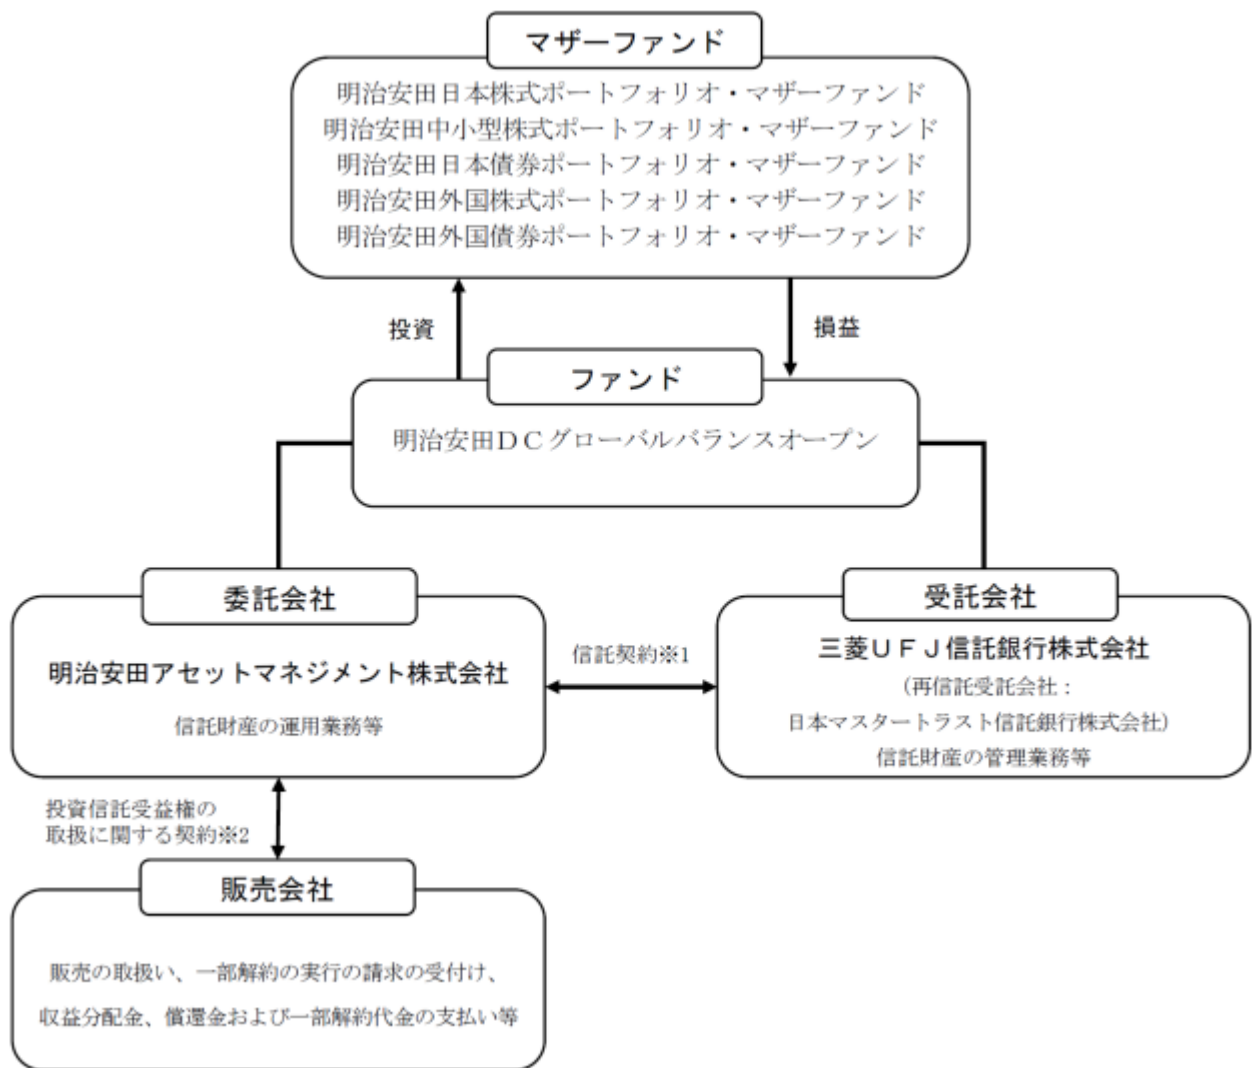 マザーファンド
明治安田日本株式ポートフォリオ・マザーファンド
明治安田中小型株式ポートフォリオ・マザーファンド
明治安田日本債券ポートフォリオ・マザーファンド
明治安田外国株式ポートフォリオ・マザーファンド
明治安田外国債券ポートフォリオ・マザーファンド
投資
損益
ファンド
明治安田DCグローバルバランスオープン
委託会社
明治安田アセットマネジメント株式会社
信託財産の運用業務等
信託契約※1
受託会社
三菱UFJ信託銀行株式会社
(再信託受託会社：
日本マスタートラスト信託銀行株式会社)
信託財産の管理業務等
投資信託受益権の
取扱に関する契約※2
販売会社
販売の取扱い、一部解約の実行の請求の受付け、
収益分配金、償還金および一部解約代金の支払い等